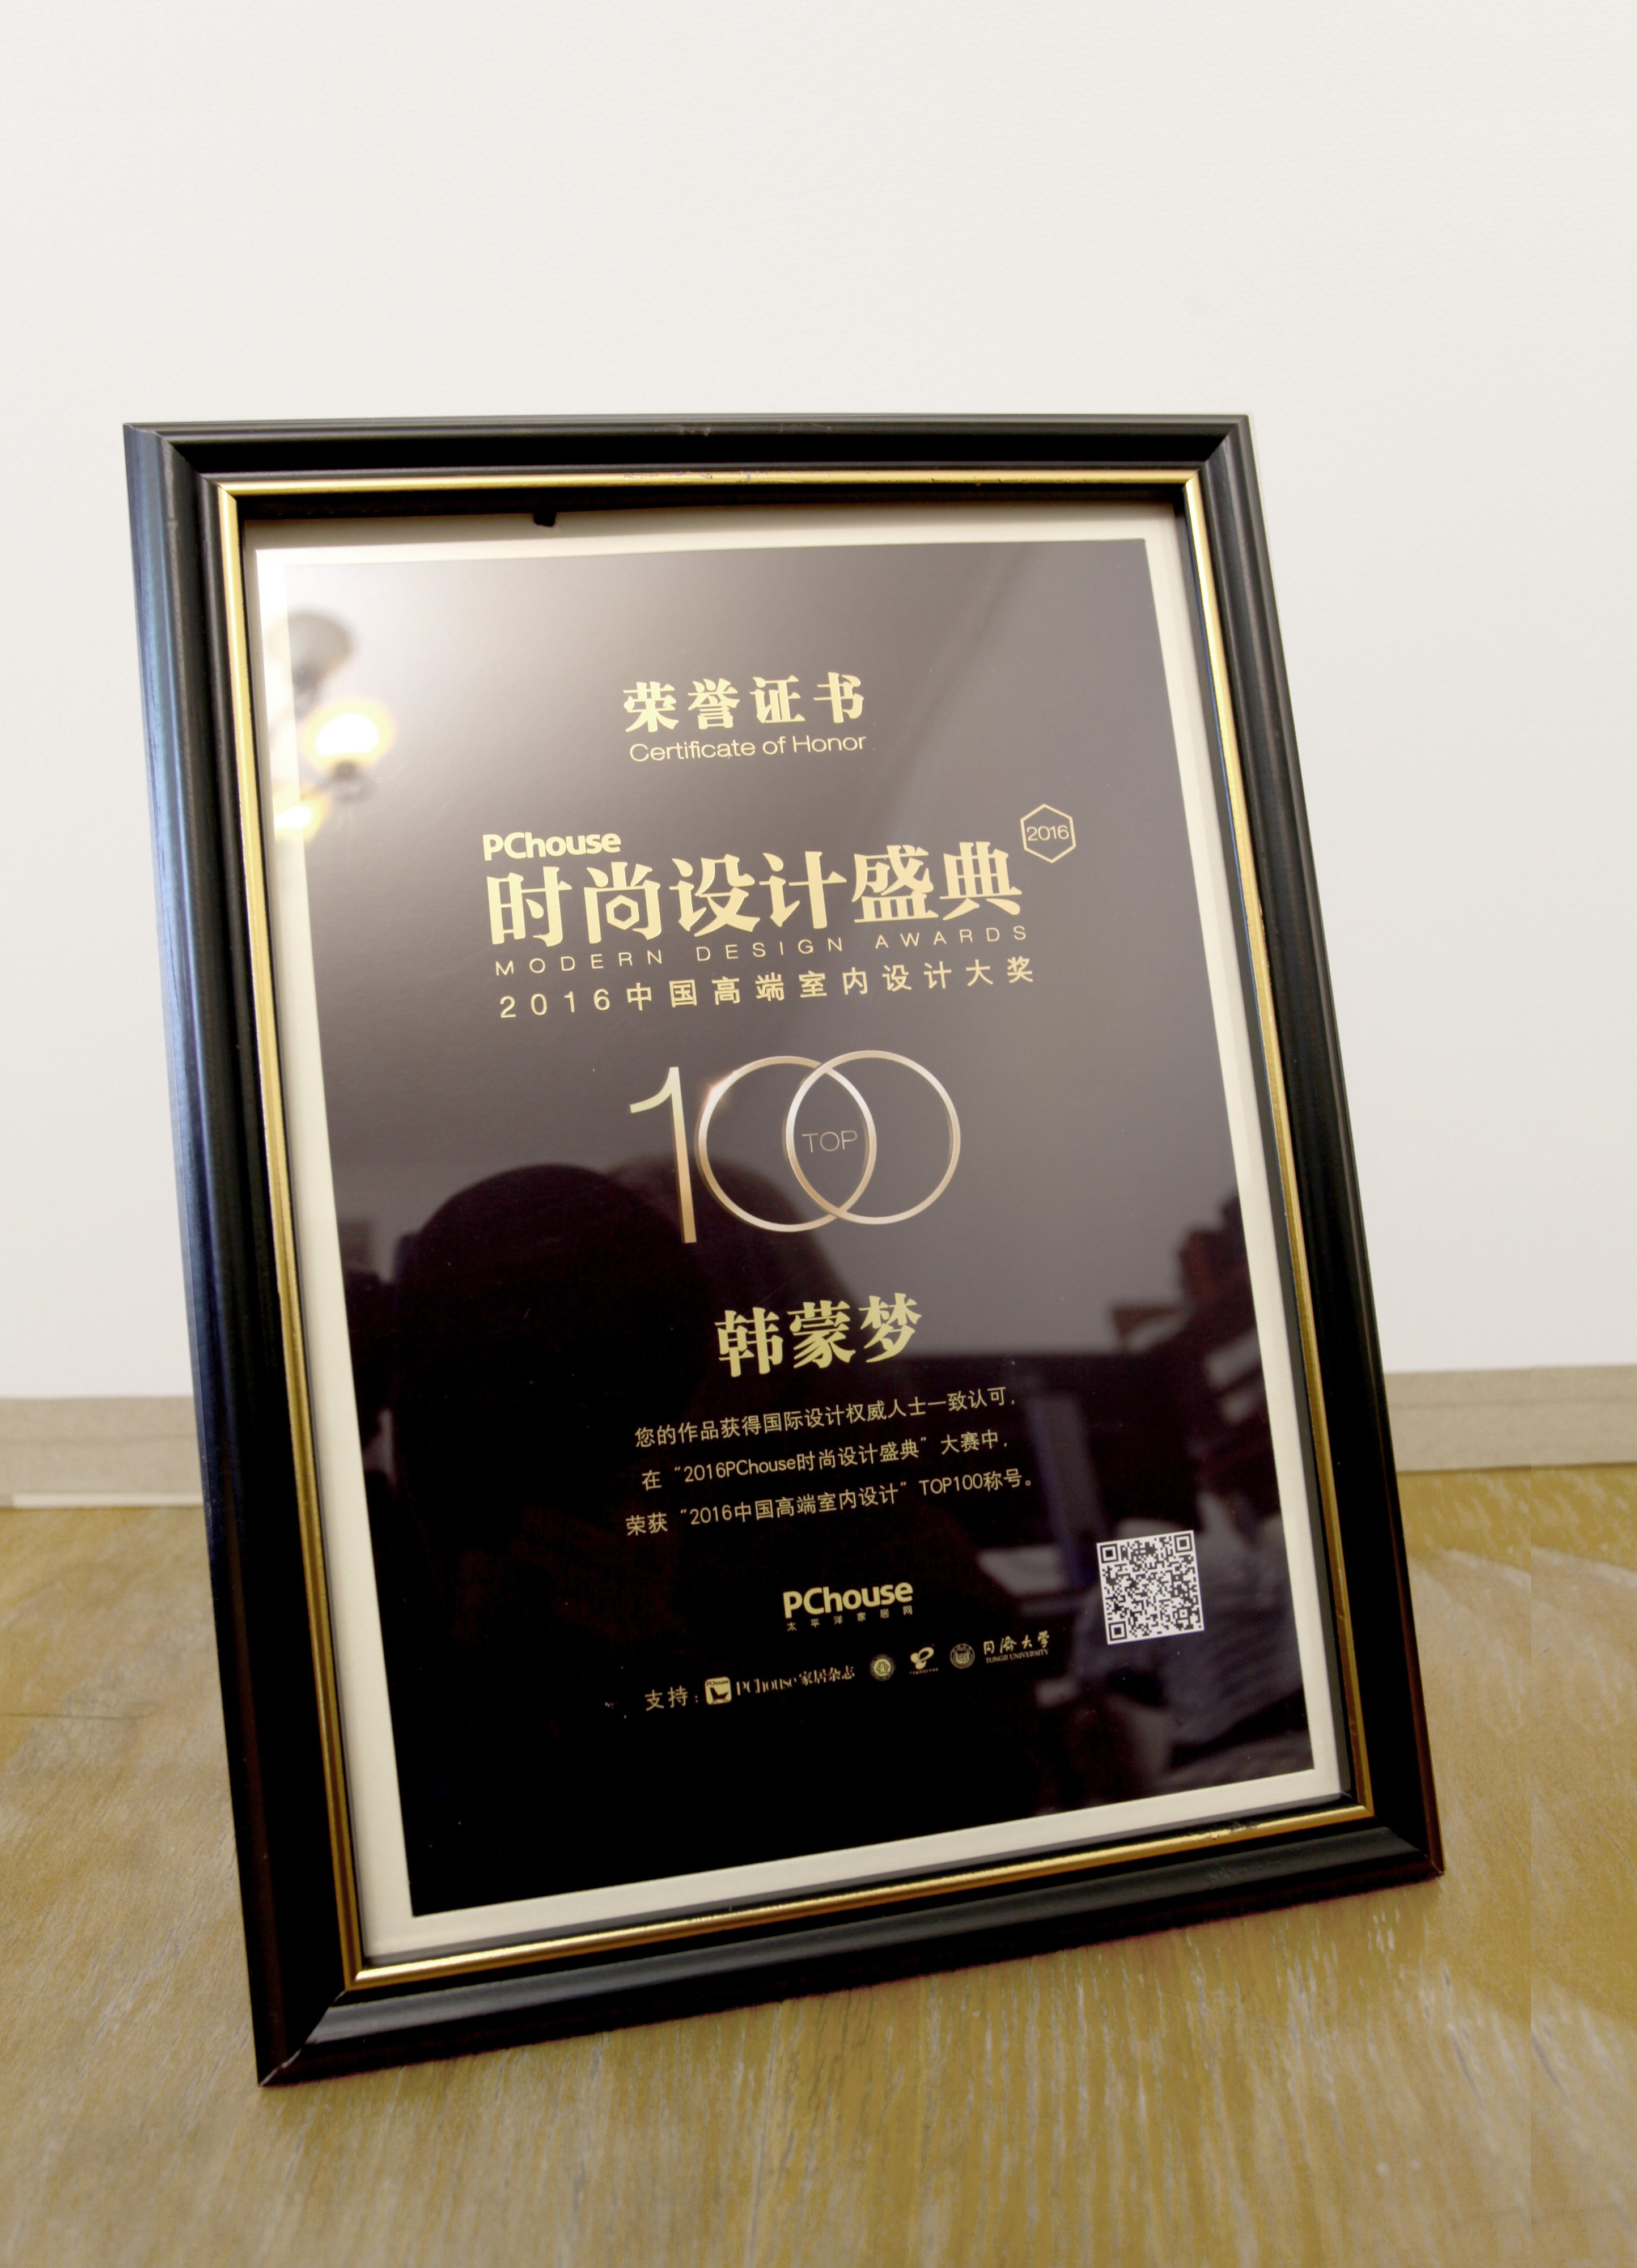 荣誉证书
Certificate of Honor
PChouse
2016
时尚设计盛典
MODERN DESIGN AWARDS
2016中国高端室内设计大奖
100
TOP
韩蒙梦
您的作品获得国际设计权威人士一致认可，
在“2016PChouse时尚设计盛典”大赛中，
荣获“2016中国高端室内设计”TOP100称号。
PChouse
太平洋家居网
支持： PChouse家居杂志 同济大学
TONGJI UNIVERSITY